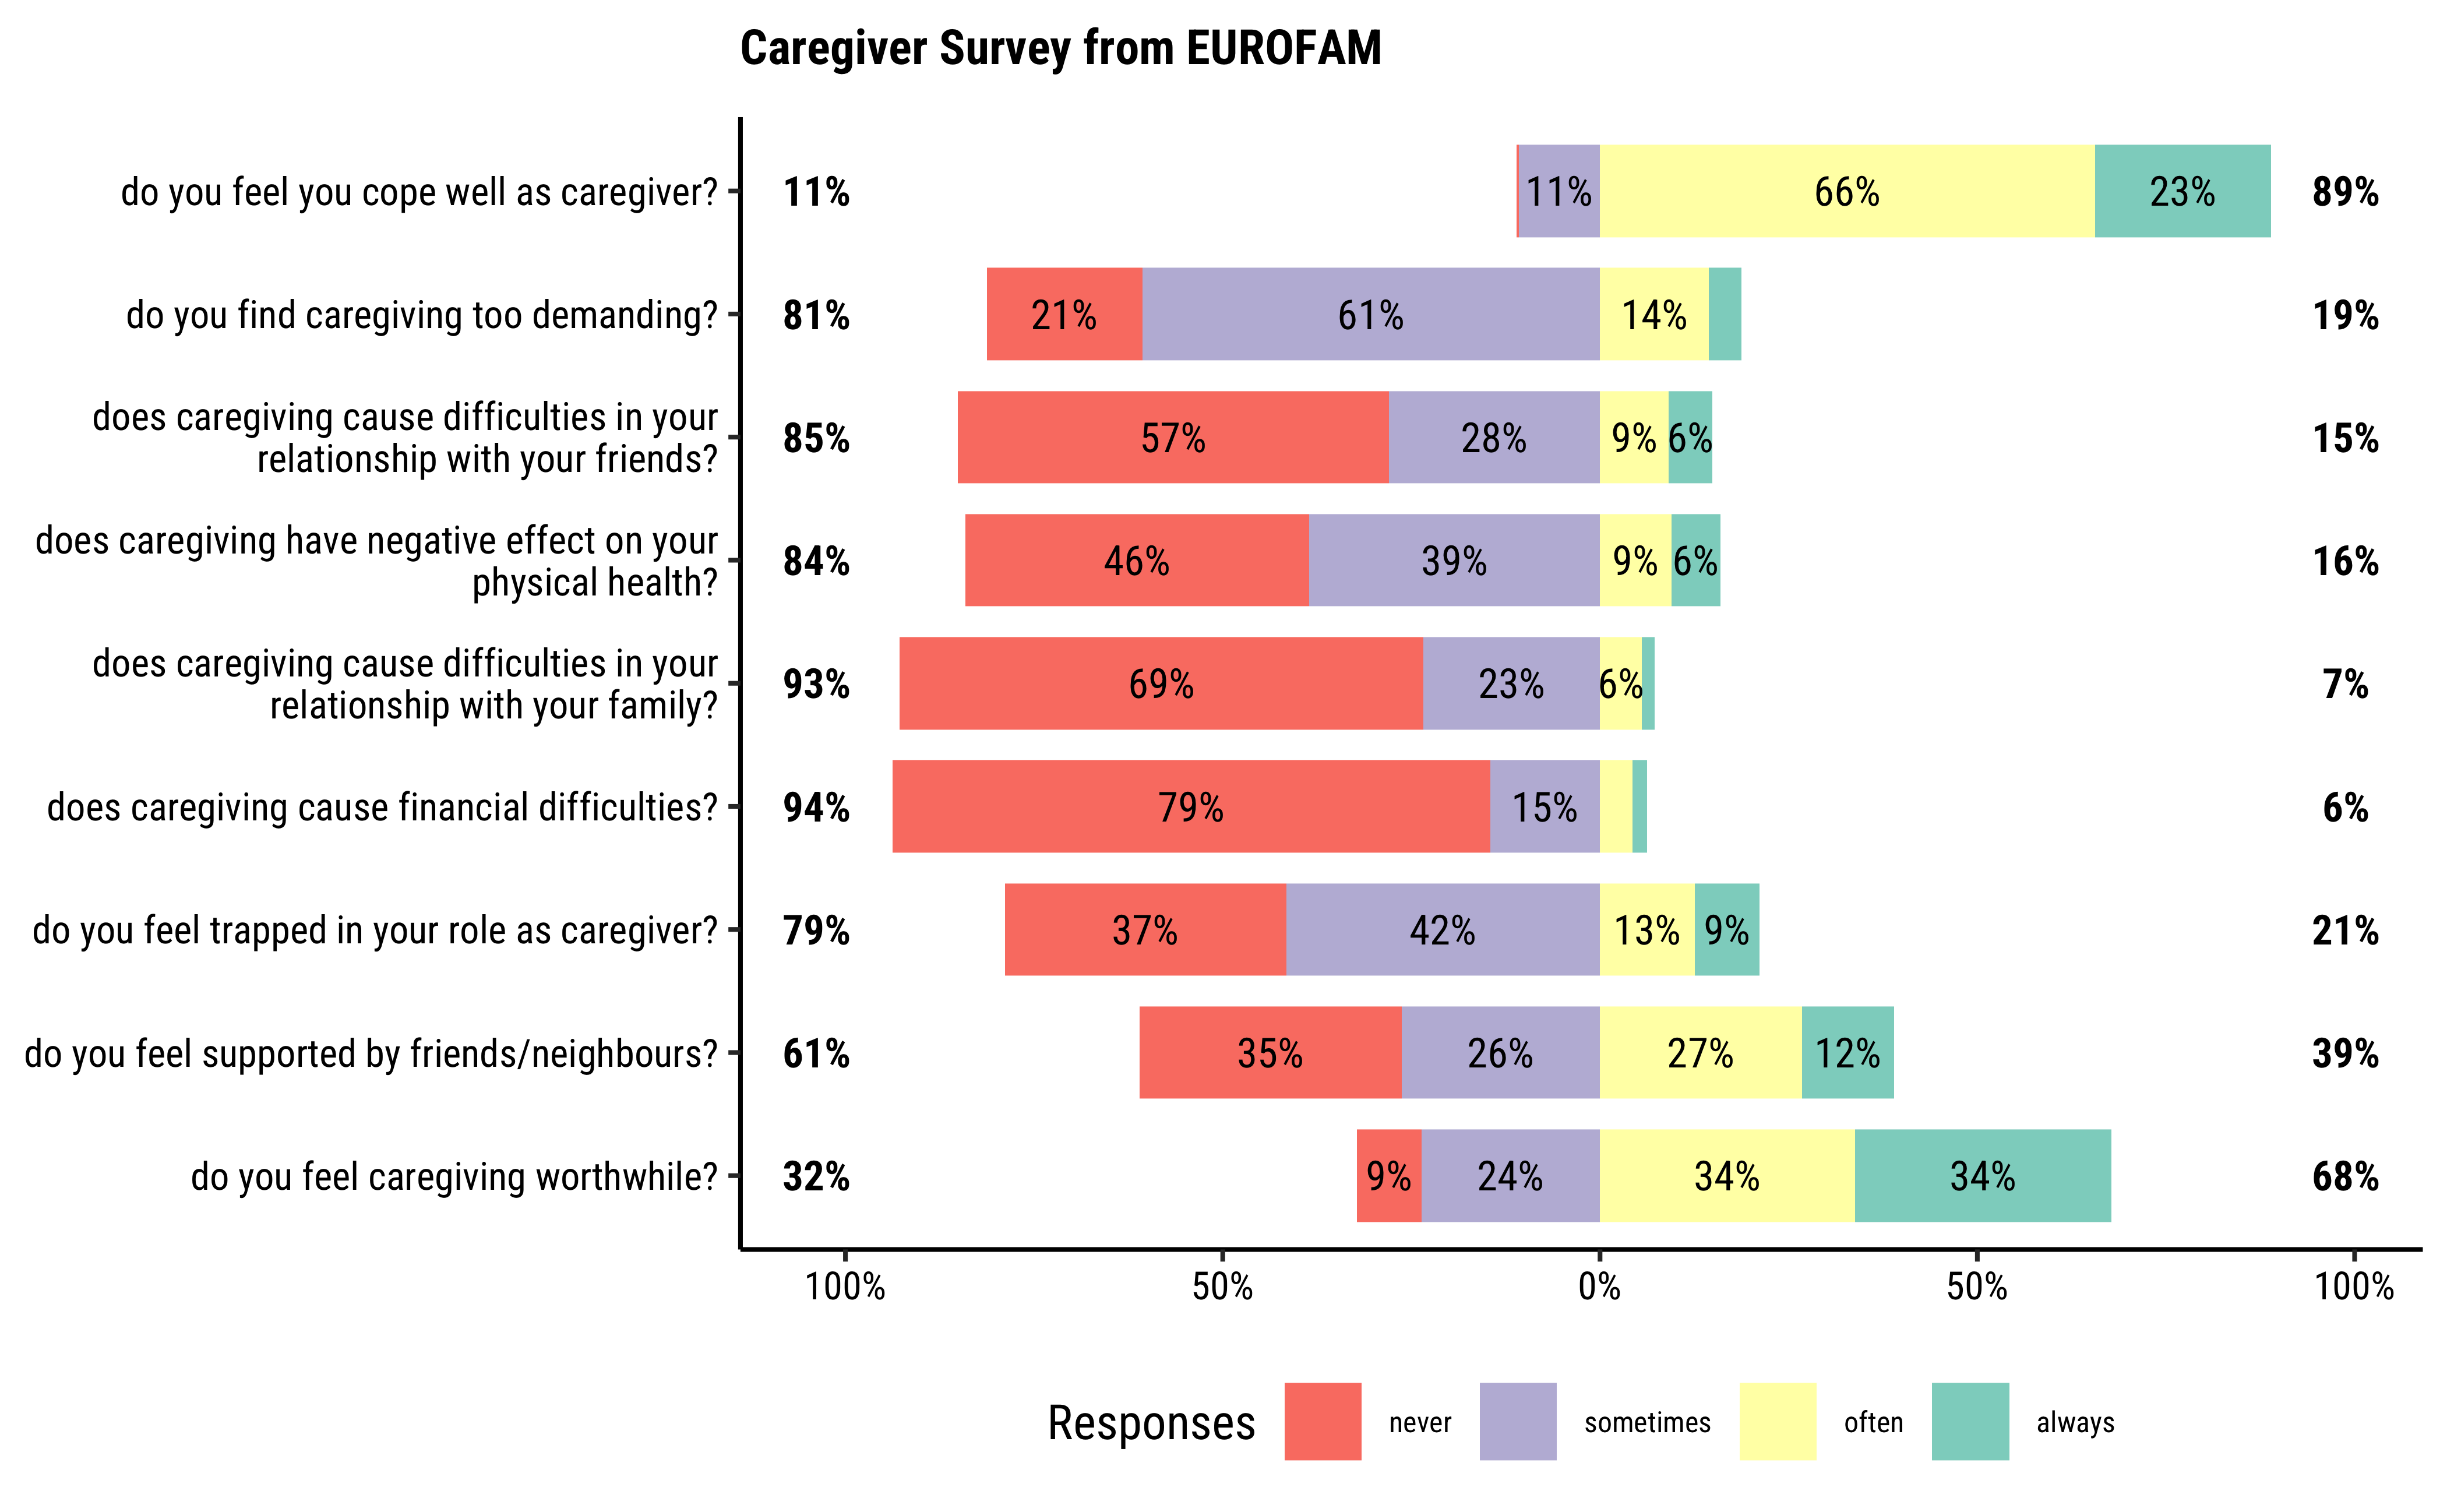 Caregiver Survey from EUROFAM
do you feel you cope well as caregiver? 11% 11% 66% 23% 89%
do you find caregiving too demanding? 81% 21% 61% 14% 19%
does caregiving cause difficulties in your
relationship with your friends? 85% 57% 28% 9% 6% 15%
does caregiving have negative effect on your
physical health? 84% 46% 39% 9% 6% 16%
does caregiving cause difficulties in your
relationship with your family? 93% 69% 23% 6% 7%
does caregiving cause financial difficulties? 94% 79% 15% 6%
do you feel trapped in your role as caregiver? 79% 37% 42% 13% 9% 21%
do you feel supported by friends/neighbours? 61% 35% 26% 27% 12% 39%
do you feel caregiving worthwhile? 32% 9% 24% 34% 34% 68%
100% 50% 0% 50% 100%
Responses never sometimes often always